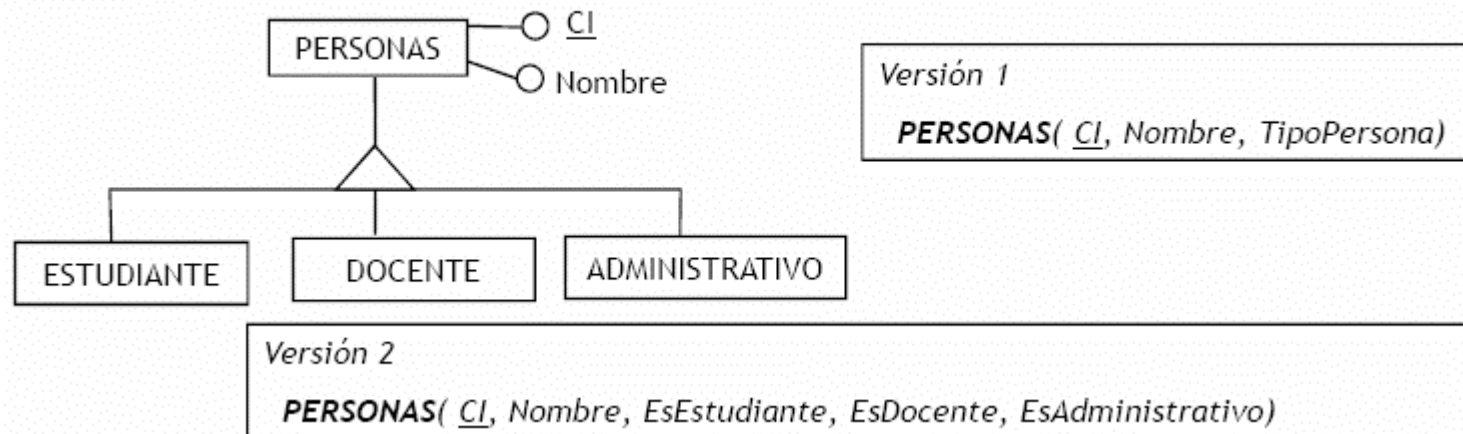 PERSONAS
CI
Nombre
Versión 1
PERSONAS( CI, Nombre, TipoPersona)
ESTUDIANTE
DOCENTE
ADMINISTRATIVO
Versión 2
PERSONAS( CI, Nombre, EsEstudiante, EsDocente, EsAdministrativo)